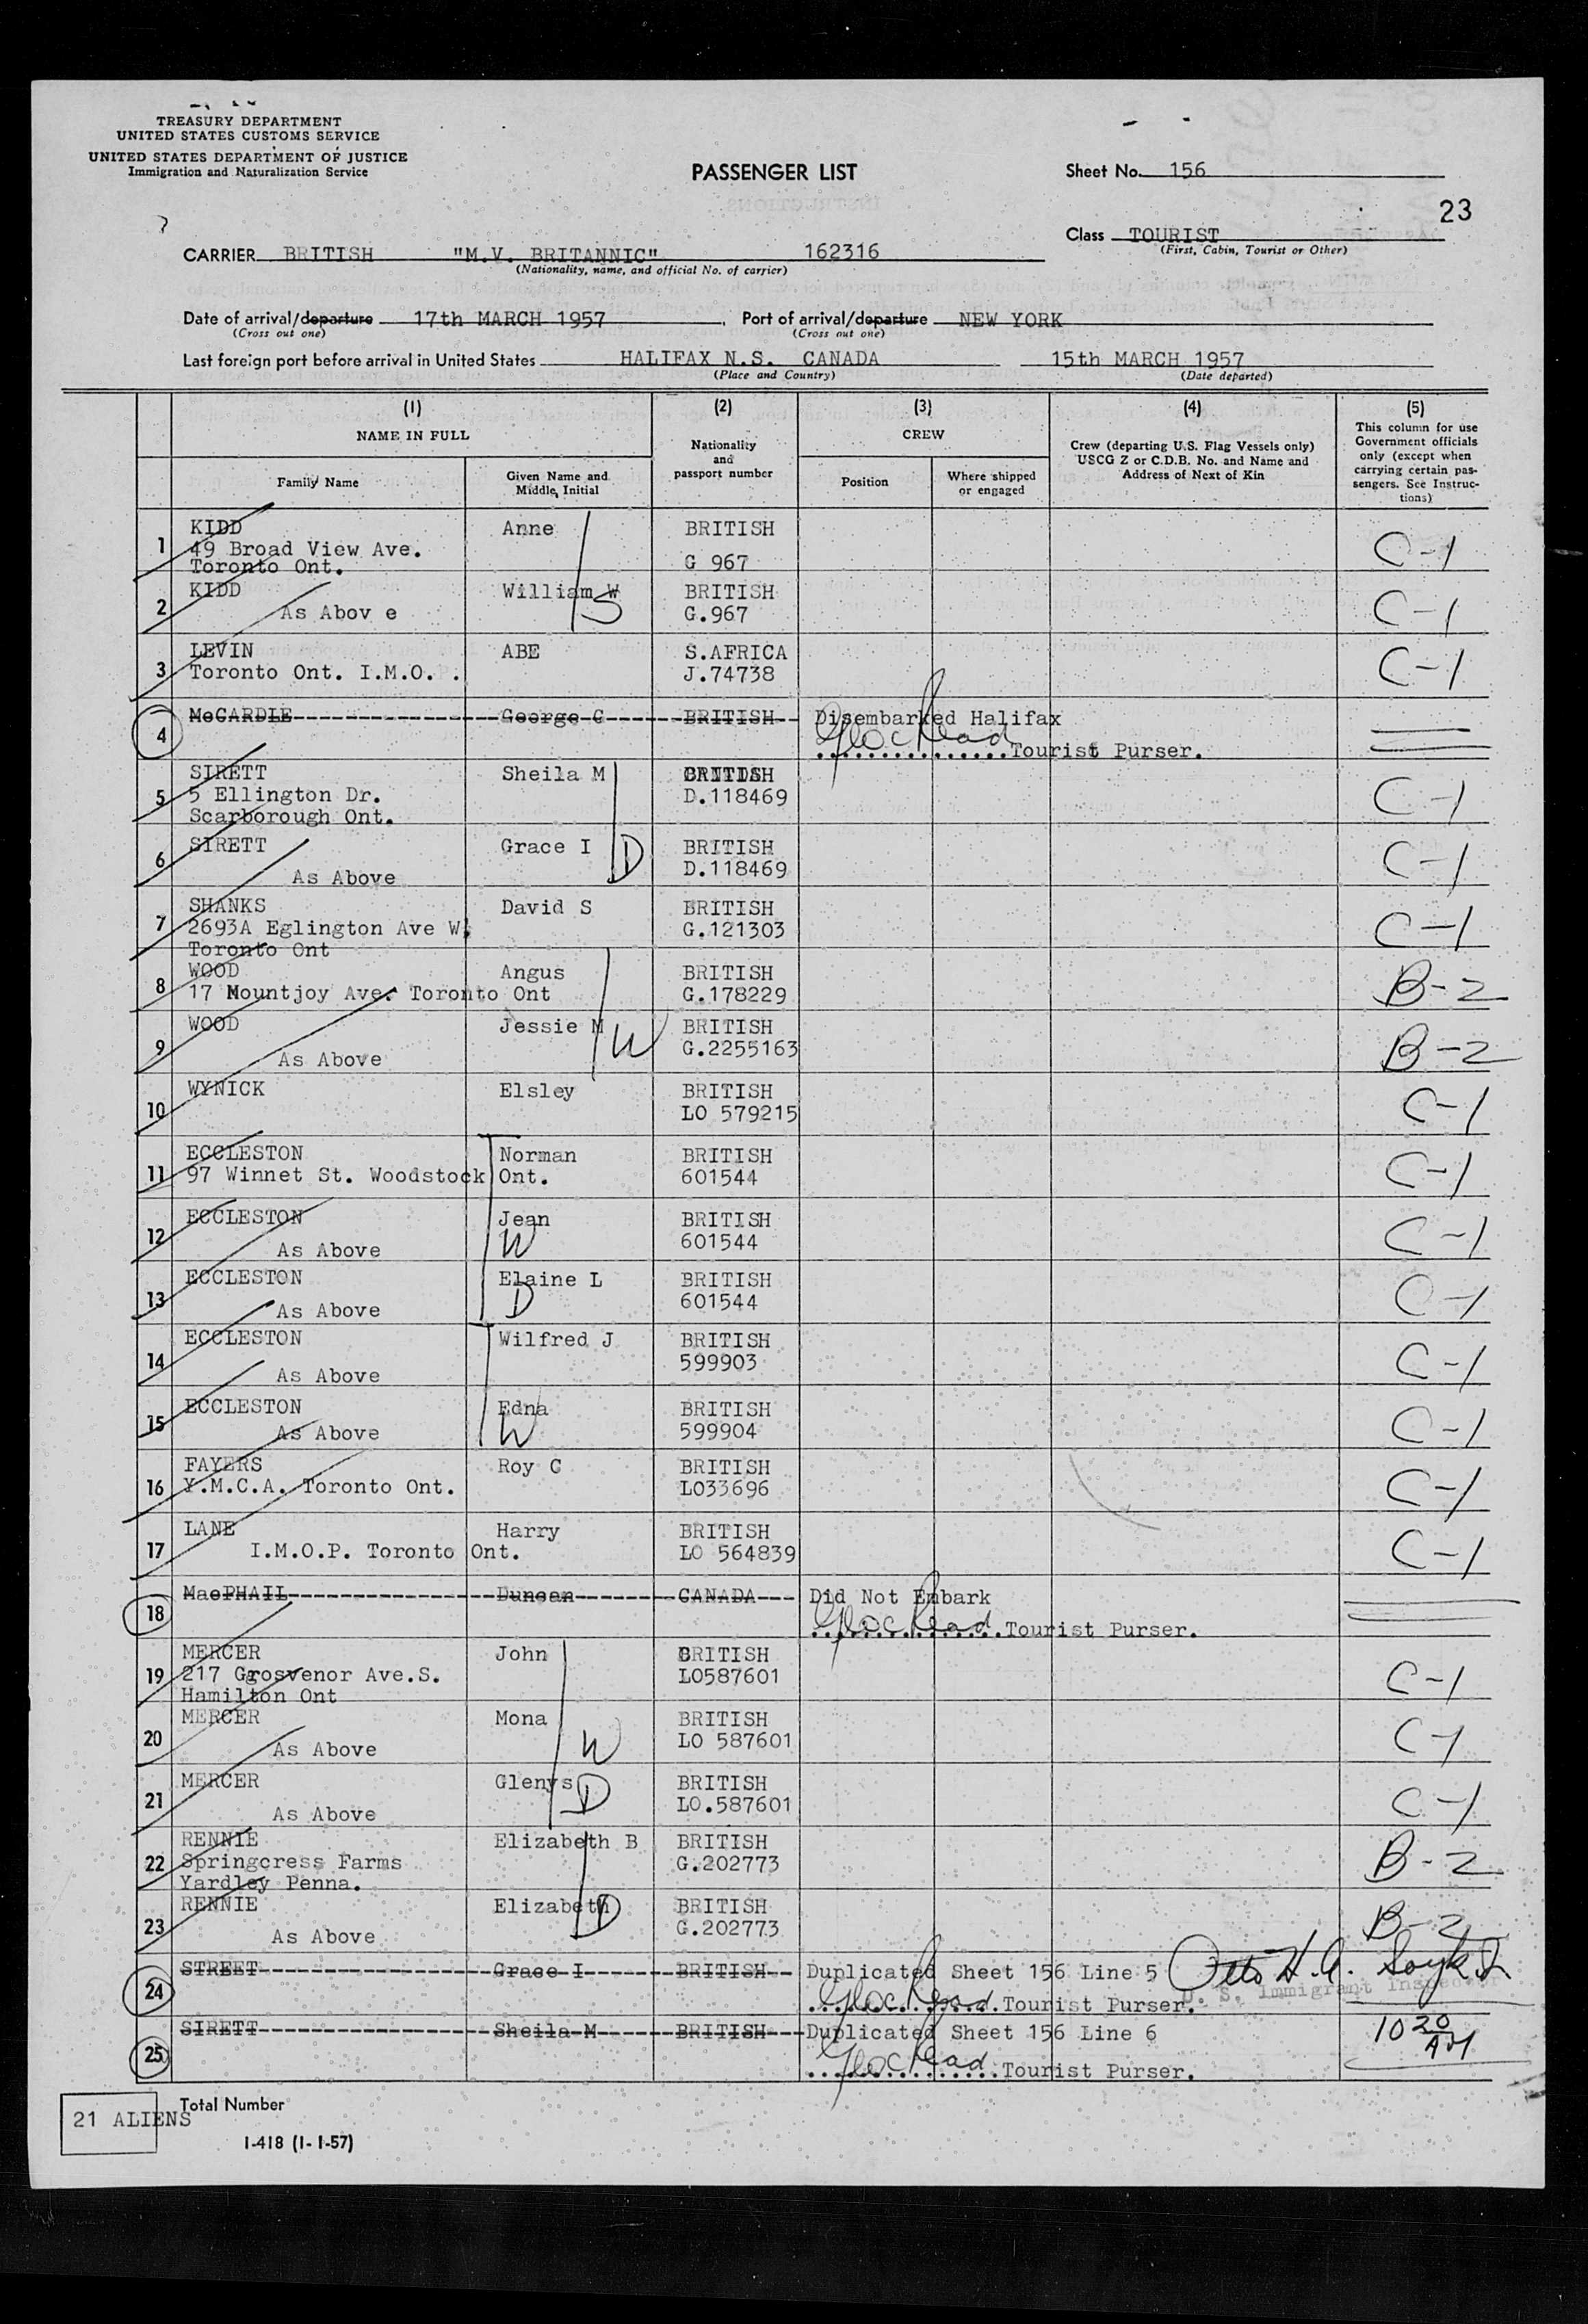 TREASURY DEPARTMENT
UNITED STATES CUSTOMS SERVICE
UNITED STATES DEPARTMENT OF JUSTICE
Immigration and Naturalization Service
PASSENGER LIST
Sheet No. 156
23
Class TOURIST
(First, Cabin, Tourist or Other)
CARRIER BRITISH "M.V. BRITANNIC" 162316
(Nationality, name, and official No. of carrier)
Date of arrival/departure 17th MARCH 1957. Port of arrival/departure NEW YORK
(Cross out one) (Cross out one)
Last foreign port before arrival in United States HALIFAX N.S. CANADA 15th MARCH 1957
(Place and Country) (Date departed)
(1) (2) (3) (4) (5)
NAME IN FULL
Family Name
Given Name and Middle Initial
Nationality and passport number
CREW
Position
Where shipped or engaged
Crew (departing U.S. Flag Vessels only)
USCG Z or C.D.B. No. and Name and
Address of Next of Kin
This column for use
Government officials
only (except when
carrying certain pas-
sengers. See Instruc-
tions)
1 KIDD Anne BRITISH C-1
49 Broad View Ave.
Toronto Ont. G 967
2 KIDD William W BRITISH C-1
As Abov e S G.967
3 LEVIN ABE S.AFRICA C-1
Toronto Ont. I.M.O. . J.74738
4 McCARDLE George C BRITISH Disembarked Halifax
Tourist Purser.
5 SIRETT Sheila M BRITISH C-1
5 Ellington Dr. D.118469
Scarborough Ont.
6 SIRETT Grace I D BRITISH C-1
As Above D.118469
7 SHANKS David S BRITISH C-1
2693A Eglington Ave W. G.121303
Toronto Ont
8 WOOD Angus BRITISH B-2
17 Mountjoy Ave. Toronto Ont G.178229
9 WOOD Jessie M W BRITISH B-2
As Above G.2255163
10 WYNICK Elsley BRITISH C-1
LO 579215
11 ECCLESTON Norman BRITISH C-1
97 Winnet St. Woodstock Ont. 601544
12 ECCLESTON Jean BRITISH C-1
As Above W 601544
13 ECCLESTON Elaine L BRITISH C-1
As Above D 601544
14 ECCLESTON Wilfred J BRITISH C-1
As Above 599903
15 ECCLESTON Edna BRITISH C-1
As Above W 599904
16 FAYERS Roy C BRITISH C-1
Y.M.C.A. Toronto Ont. L033696
17 LANE Harry BRITISH C-1
I.M.O.P. Toronto Ont. LO 564839
18 MacPHAIL Duncan CANADA Did Not Embark
Tourist Purser.
19 MERCER John BRITISH C-1
217 Grosvenor Ave.S. LO587601
Hamilton Ont
20 MERCER Mona BRITISH C-1
As Above W LO 587601
21 MERCER Glenys D BRITISH C-1
As Above LO.587601
22 RENNIE Elizabeth B BRITISH B-2
Springcress Farms G.202773
Yardley Penna.
23 RENNIE Elizabeth D BRITISH B-2
As Above G.202773
24 STREET Grace I BRITISH Duplicated Sheet 156 Line 5
Tourist Purser. U. S. Immigrant Inspector
25 SIRETT Sheila M BRITISH Duplicated Sheet 156 Line 6 10 30 AM
Tourist Purser.
21 ALIENS Total Number
I-418 (1-1-57)